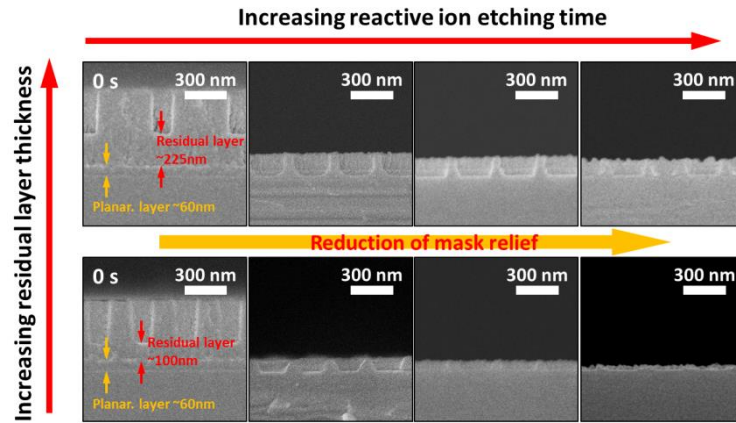 Increasing reactive ion etching time
Increasing residual layer thickness
0 s
300 nm
300 nm
300 nm
300 nm
Residual layer
~225nm
Planar. layer ~60nm
Reduction of mask relief
0 s
300 nm
300 nm
300 nm
300 nm
Residual layer
~100nm
Planar. layer ~60nm